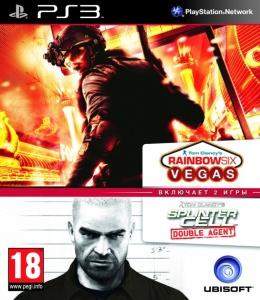 PS3
PlayStation.Network
Tom Clancy's
RAINBOWSIX
VEGAS
ВКЛЮЧАЕТ 2 ИГРЫ
TOM CLANCY'S
SPLINTER
CELL
DOUBLE AGENT
18
www.pegi.info
UBISOFT